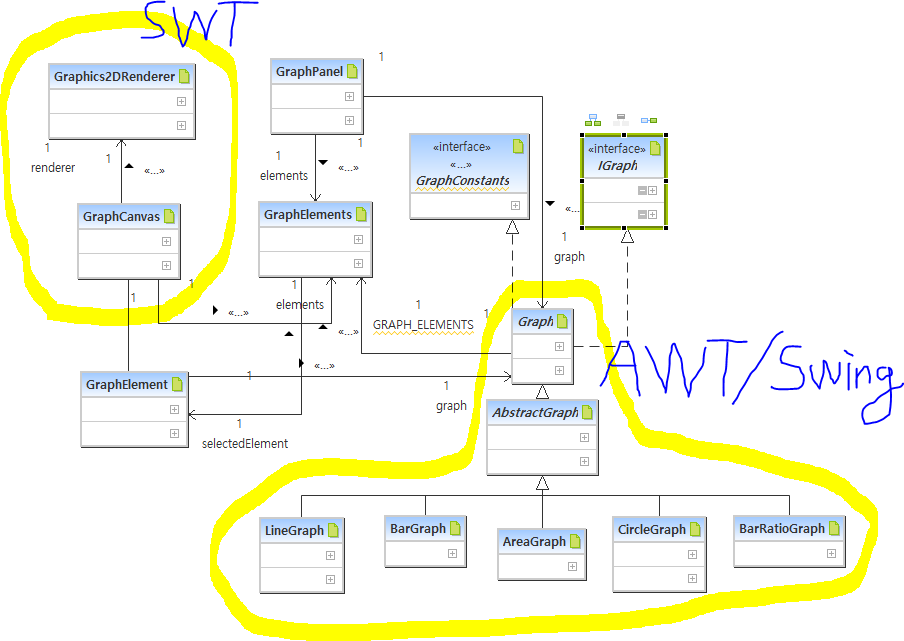 SWT
Graphics2DRenderer
GraphPanel
1
1
renderer
1
«...»
1
elements
«...»
1
«interface»
«...»
GraphConstants
«interface»
IGraph
GraphCanvas
GraphElements
«...
1
graph
1
1
«...»
1
elements
«...»
1
GRAPH_ELEMENTS
1
Graph
AWT/Swing
«...»
GraphElement
1
1
graph
AbstractGraph
1
selectedElement
LineGraph
BarGraph
AreaGraph
CircleGraph
BarRatioGraph